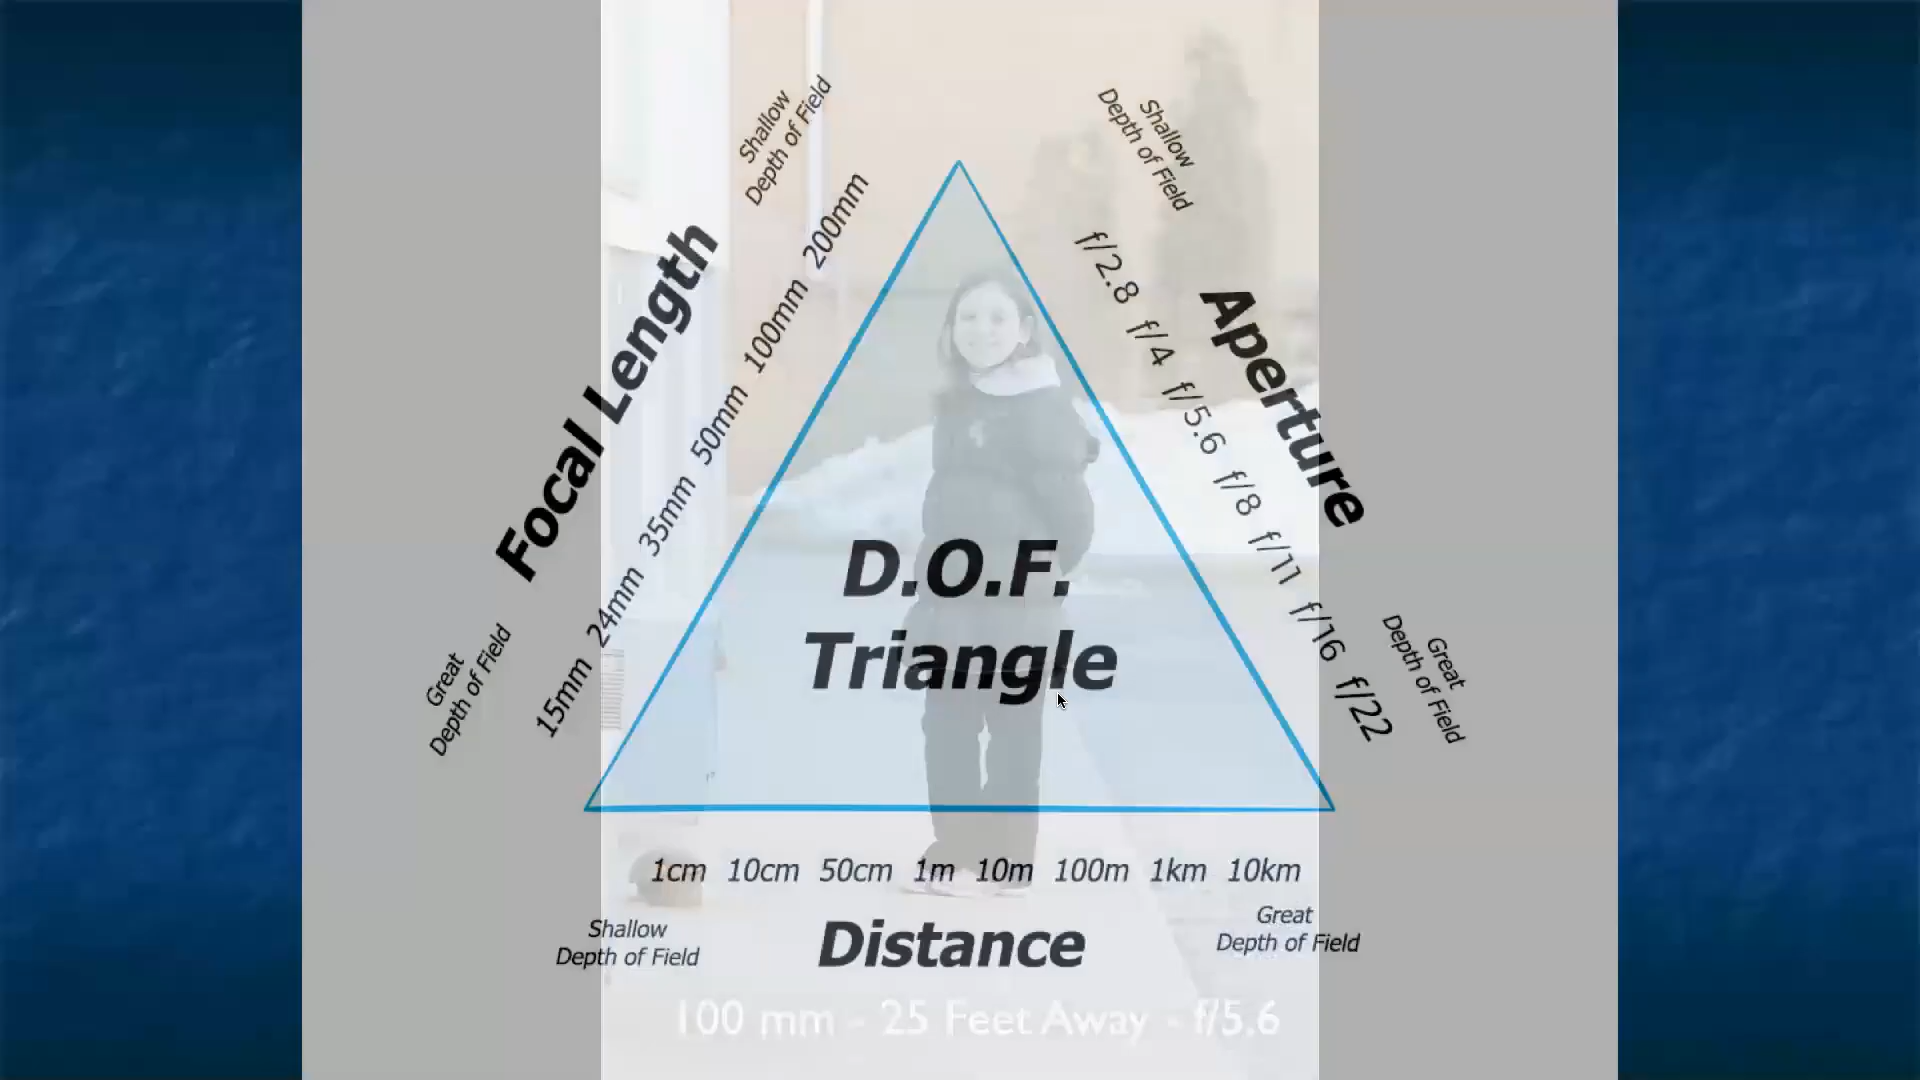 Shallow
Depth of Field
Focal Length
15mm 24mm 35mm 50mm 100mm 200mm
Great
Depth of Field
Shallow
Depth of Field
Aperture
f/2.8 f/4 f/5.6 f/8 f/11 f/16 f/22
Great
Depth of Field
D.O.F.
Triangle
1cm 10cm 50cm 1m 10m 100m 1km 10km
Shallow
Depth of Field
Distance
Great
Depth of Field
100 mm - 25 Feet Away - f/5.6